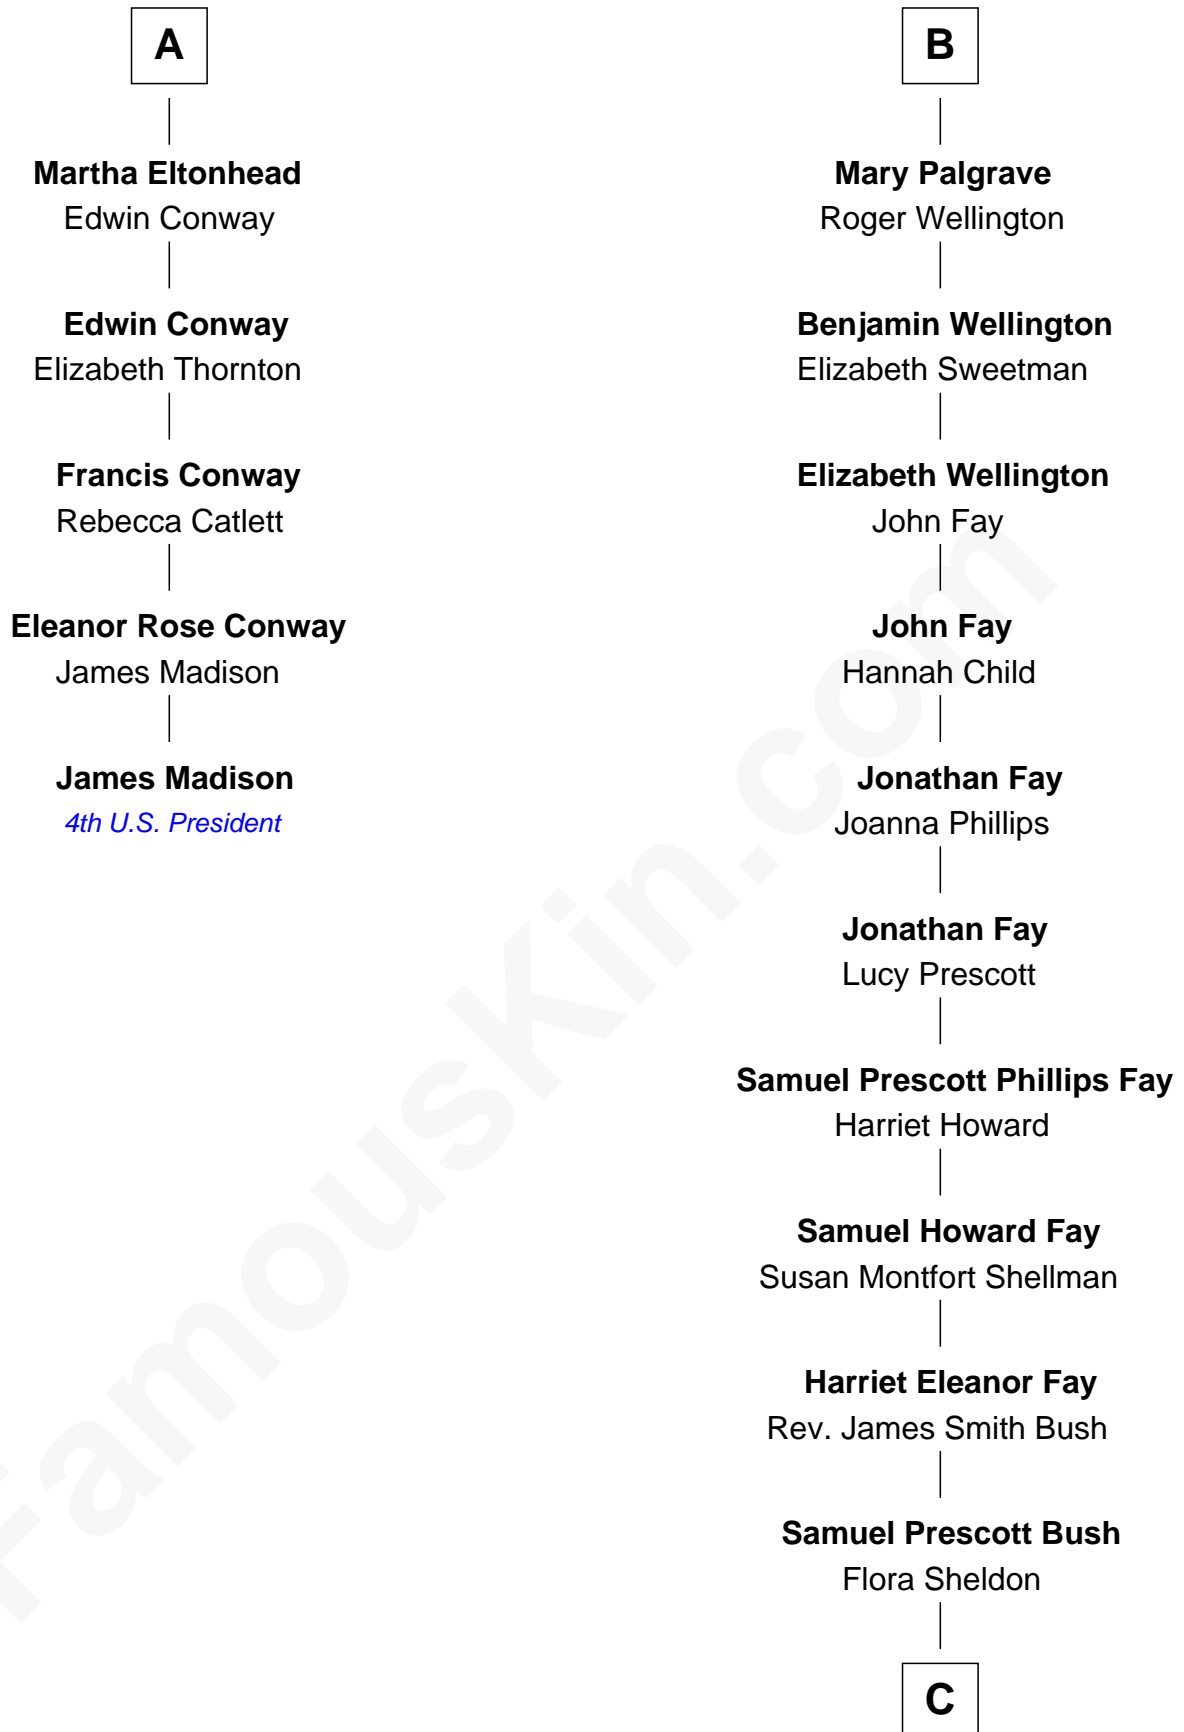 A
Martha Eltonhead
Edwin Conway
Edwin Conway
Elizabeth Thornton
Francis Conway
Rebecca Catlett
Eleanor Rose Conway
James Madison
James Madison
4th U.S. President
B
Mary Palgrave
Roger Wellington
Benjamin Wellington
Elizabeth Sweetman
Elizabeth Wellington
John Fay
John Fay
Hannah Child
Jonathan Fay
Joanna Phillips
Jonathan Fay
Lucy Prescott
Samuel Prescott Phillips Fay
Harriet Howard
Samuel Howard Fay
Susan Montfort Shellman
Harriet Eleanor Fay
Rev. James Smith Bush
Samuel Prescott Bush
Flora Sheldon
C
FamousKin.com